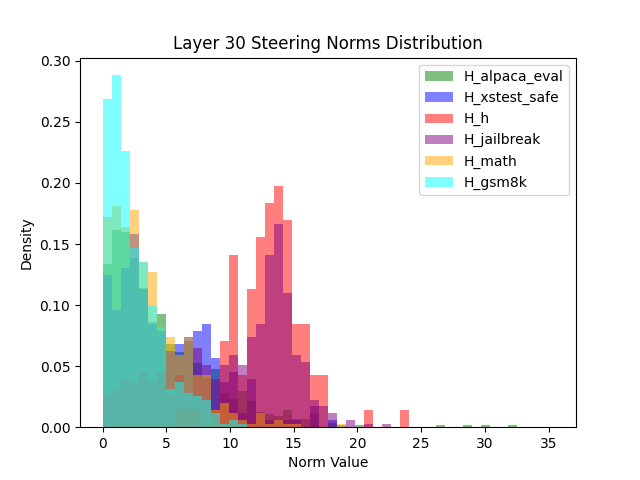 Layer 30 Steering Norms Distribution
0.30
0.25
0.20
0.15
0.10
0.05
0.00
Density
H_alpaca_eval
H_xstest_safe
H_h
H_jailbreak
H_math
H_gsm8k
0 5 10 15 20 25 30 35
Norm Value